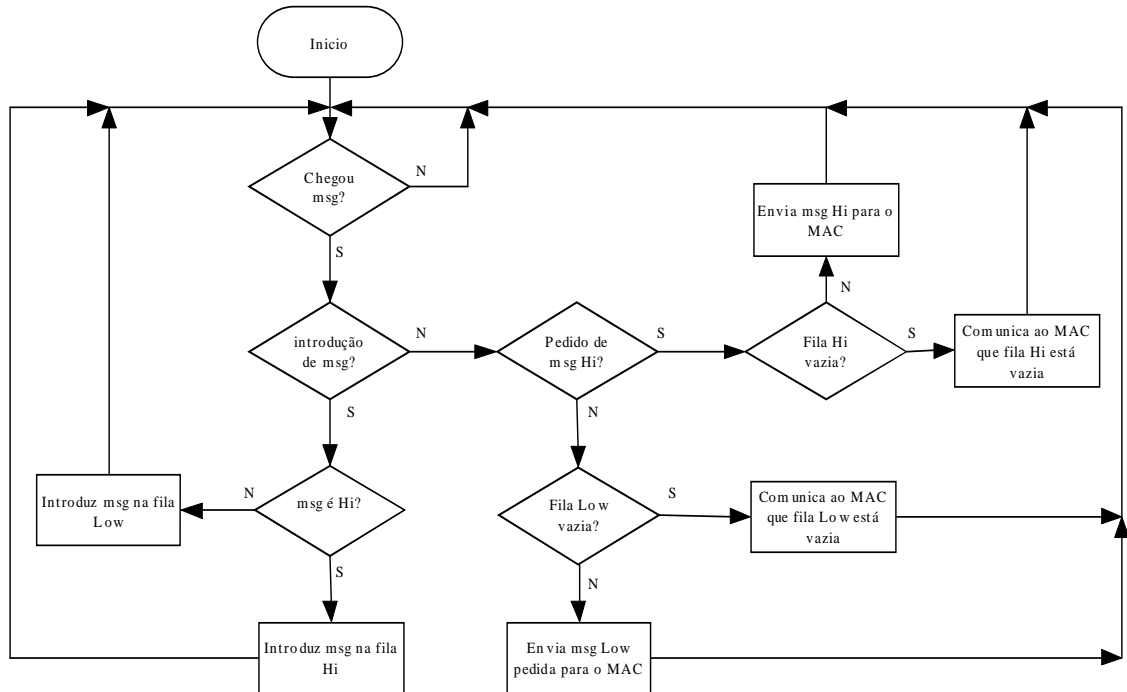 Inicio
Chegou
msg?
N
S
Envia msg Hi para o
MAC
N
introdução
de msg?
N
Pedido de
msg Hi?
S
Fila Hi
vazia?
S
Comunica ao MAC
que fila Hi está
vazia
S
N
Introduz msg na fila
Low
N
msg é Hi?
Fila Low
vazia?
S
Comunica ao MAC
que fila Low está
vazia
S
N
Introduz msg na fila
Hi
Envia msg Low
pedida para o MAC